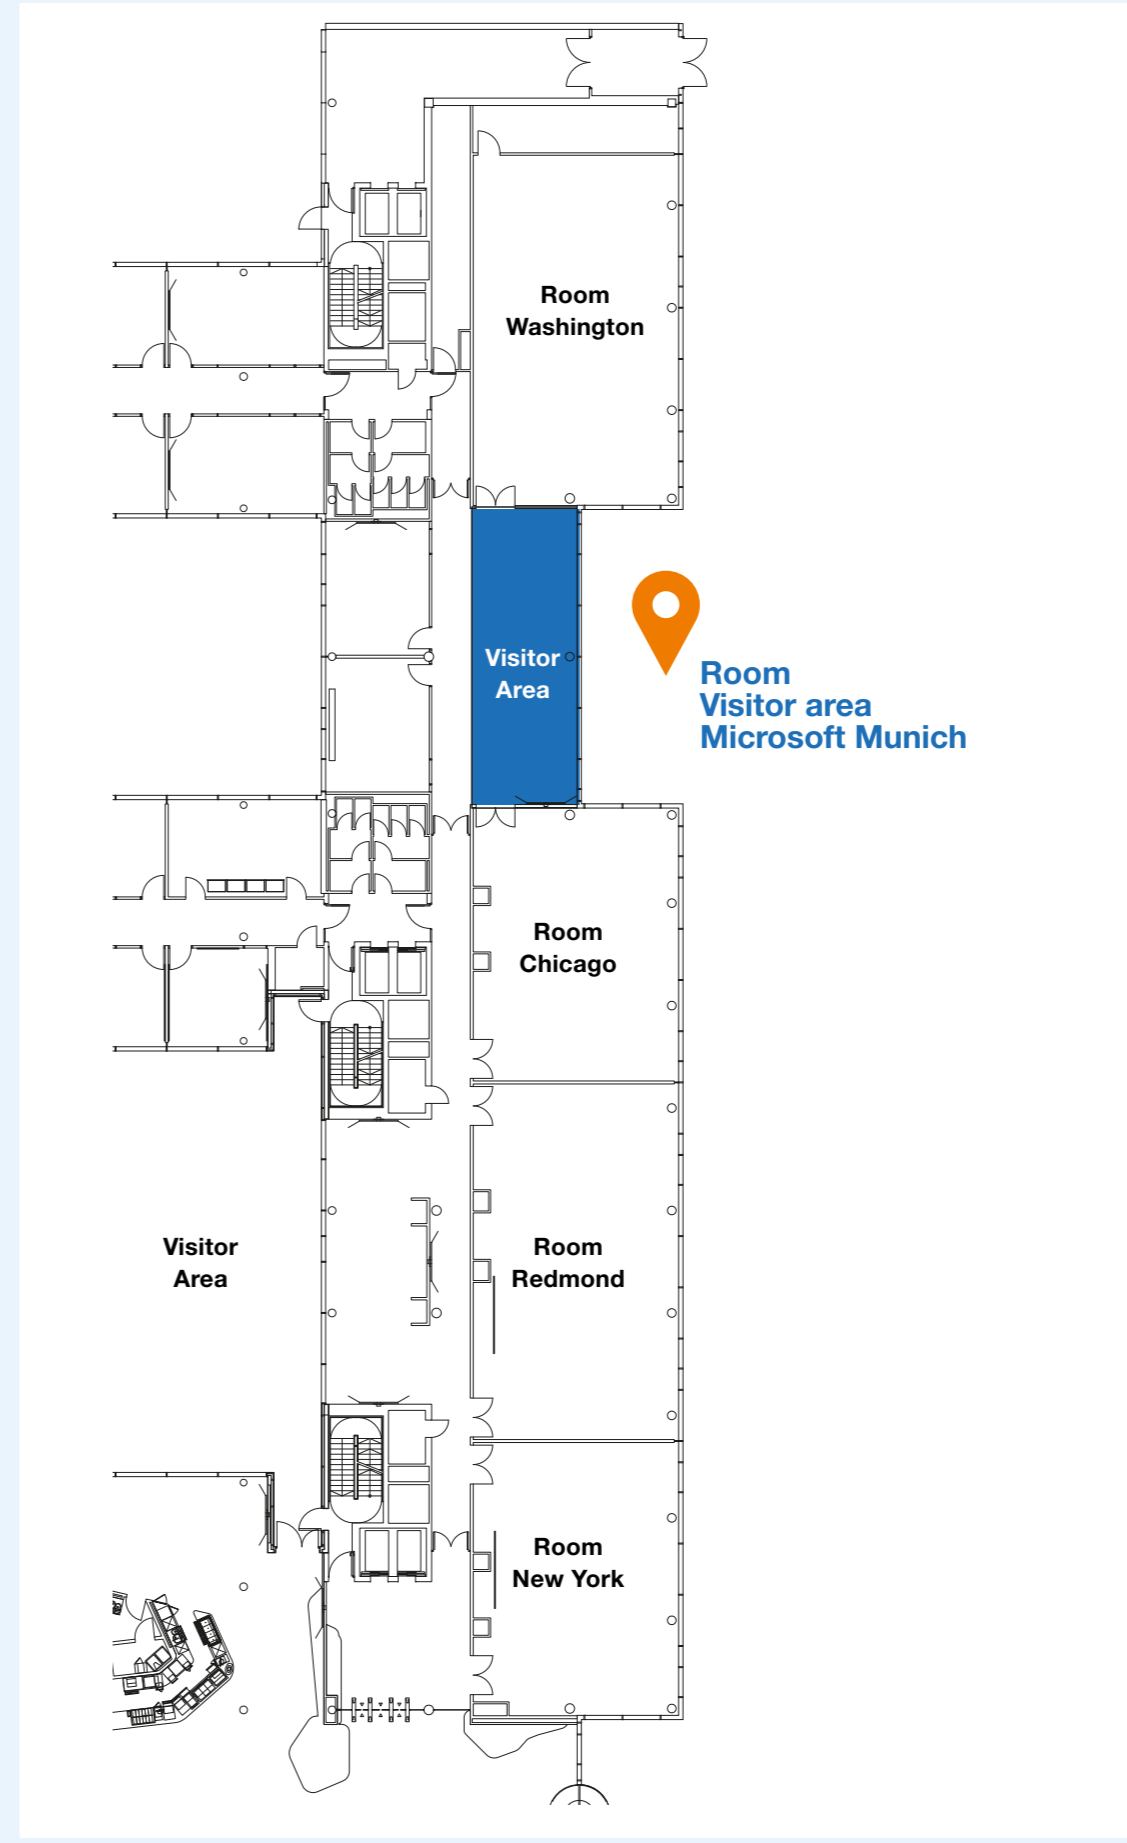 Room
Washington
Visitor
Area
Room
Visitor area
Microsoft Munich
Room
Chicago
Visitor
Area
Room
Redmond
Room
New York